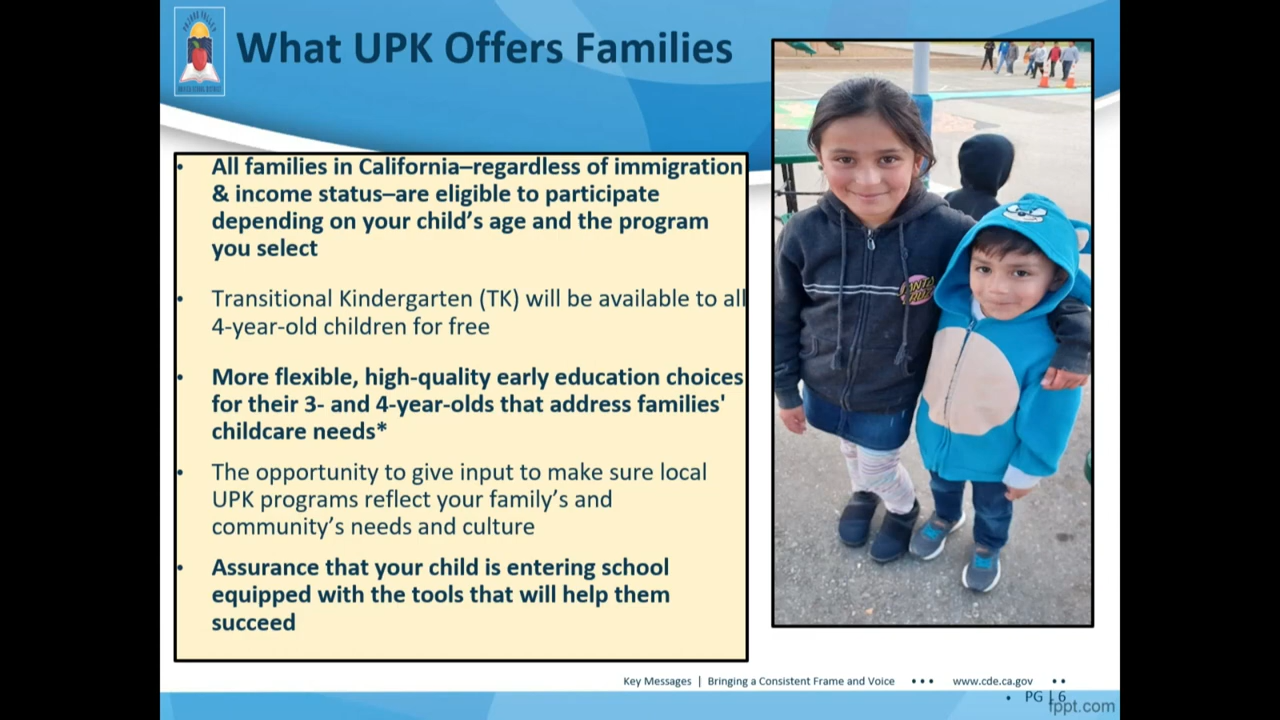 What UPK Offers Families
• All families in California–regardless of immigration
& income status–are eligible to participate
depending on your child's age and the program
you select
• Transitional Kindergarten (TK) will be available to all
4-year-old children for free
• More flexible, high-quality early education choices
for their 3- and 4-year-olds that address families'
childcare needs*
• The opportunity to give input to make sure local
UPK programs reflect your family's and
community's needs and culture
• Assurance that your child is entering school
equipped with the tools that will help them
succeed
Key Messages | Bringing a Consistent Frame and Voice • • • www.cde.ca.gov • •
• PG | 6
fppt.com